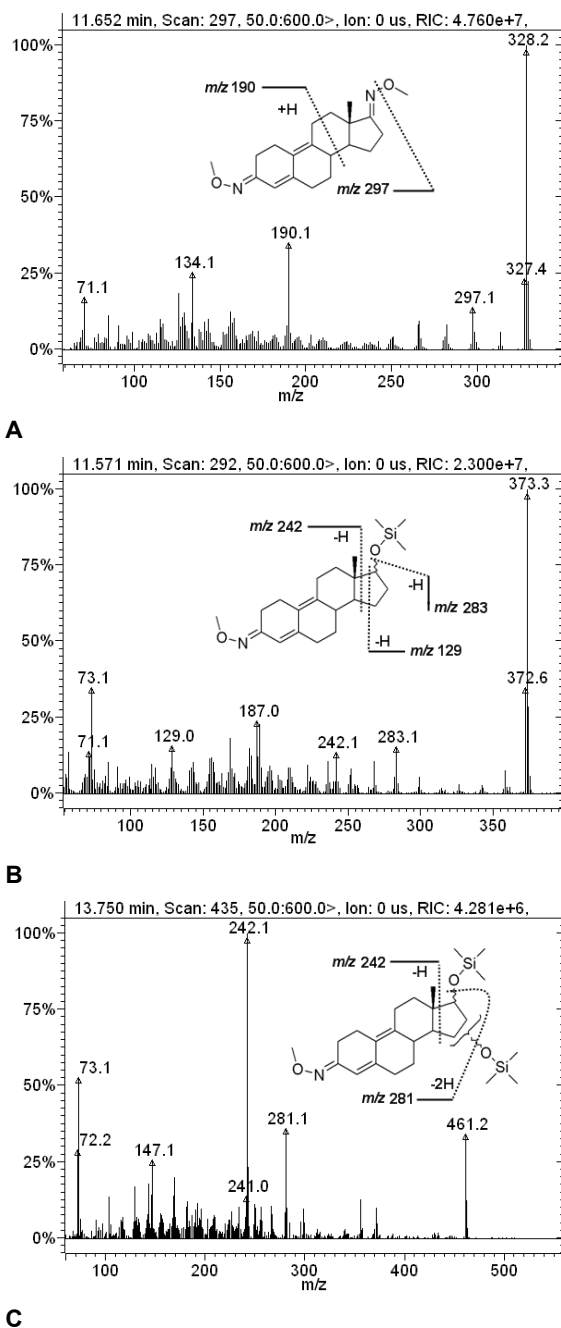 11.652 min, Scan: 297, 50.0:600.0>, Ion: 0 us, RIC: 4.760e+7,
328.2
100%
m/z 190
+H
N
O
75%
m/z 297
O
N
50%
190.1
25%
134.1
71.1
327.4
297.1
0%
100
150
200
250
300
m/z
A
11.571 min, Scan: 292, 50.0:600.0>, Ion: 0 us, RIC: 2.300e+7,
373.3
100%
m/z 242
-H
Si
O
75%
-H
m/z 283
O
N
-H
m/z 129
50%
73.1
372.6
25%
71.1
129.0
187.0
242.1
283.1
0%
100
150
200
250
300
350
m/z
B
13.750 min, Scan: 435, 50.0:600.0>, Ion: 0 us, RIC: 4.281e+6,
242.1
100%
m/z 242
-H
Si
O
75%
O
Si
O
N
-2H
m/z 281
50%
73.1
281.1
461.2
72.2
147.1
25%
241.0
0%
100
200
300
400
500
m/z
C